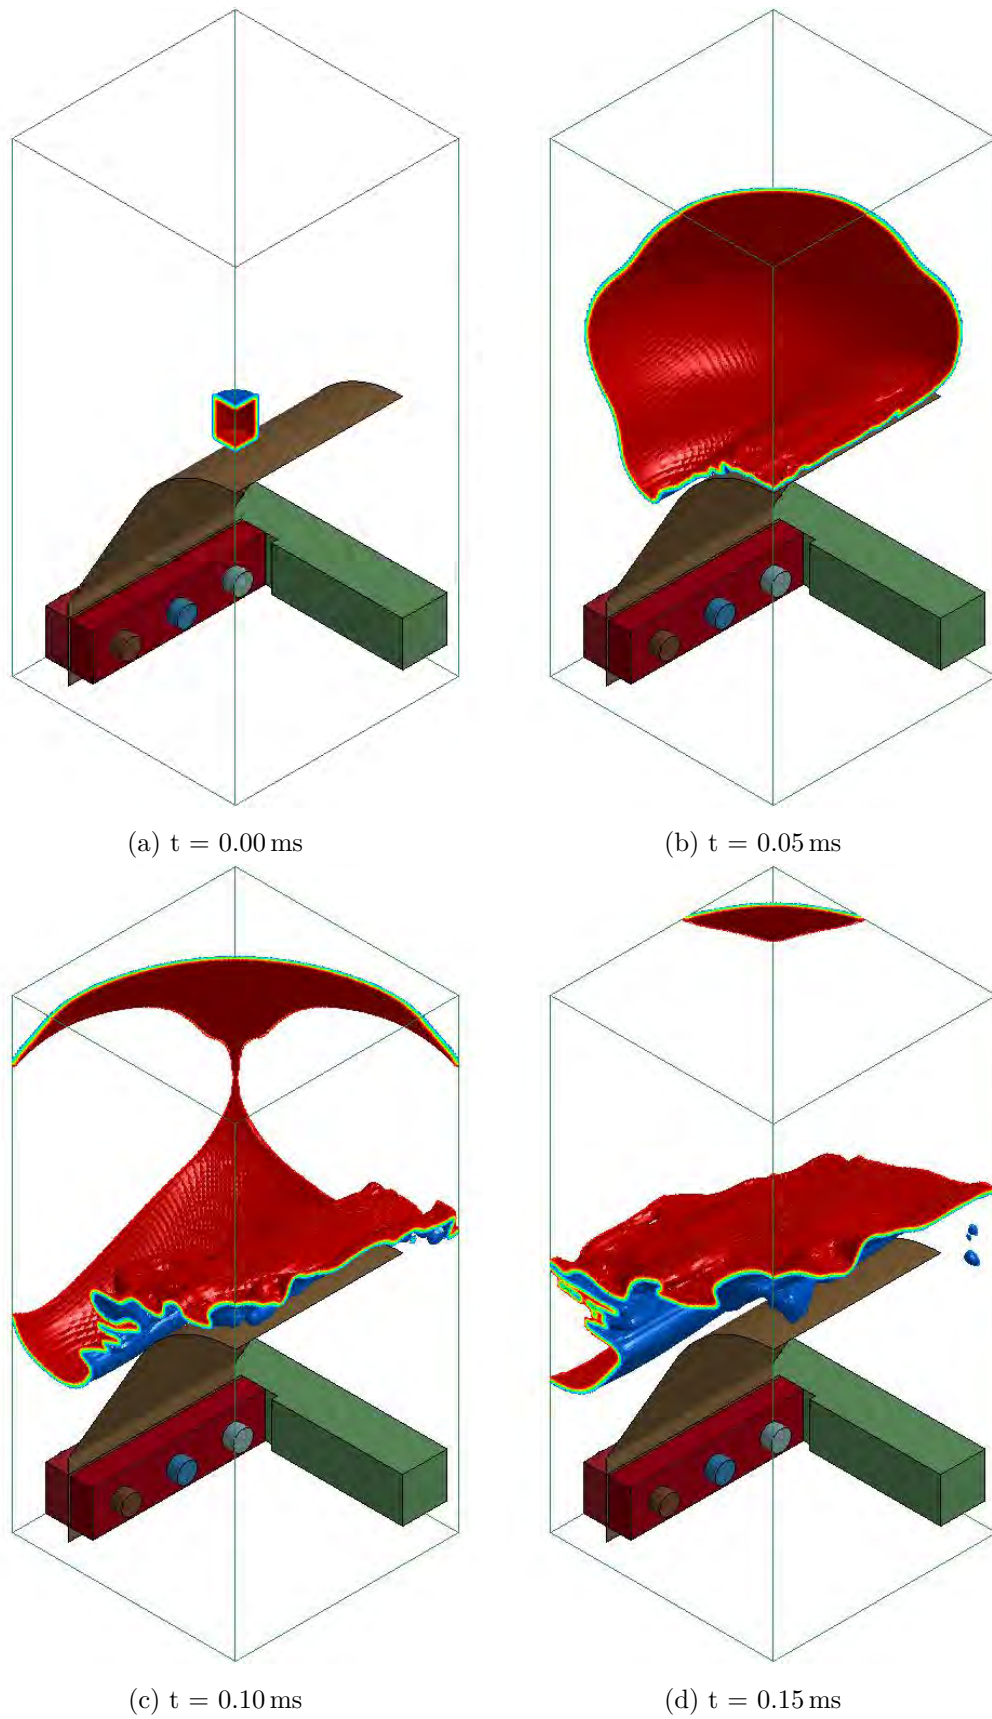 (a) t = 0.00 ms
(b) t = 0.05 ms
(c) t = 0.10 ms
(d) t = 0.15 ms